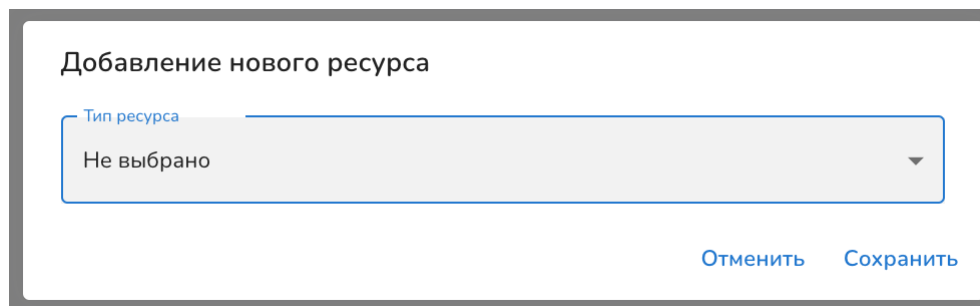 Добавление нового ресурса
Тип ресурса
Не выбрано
Отменить Сохранить